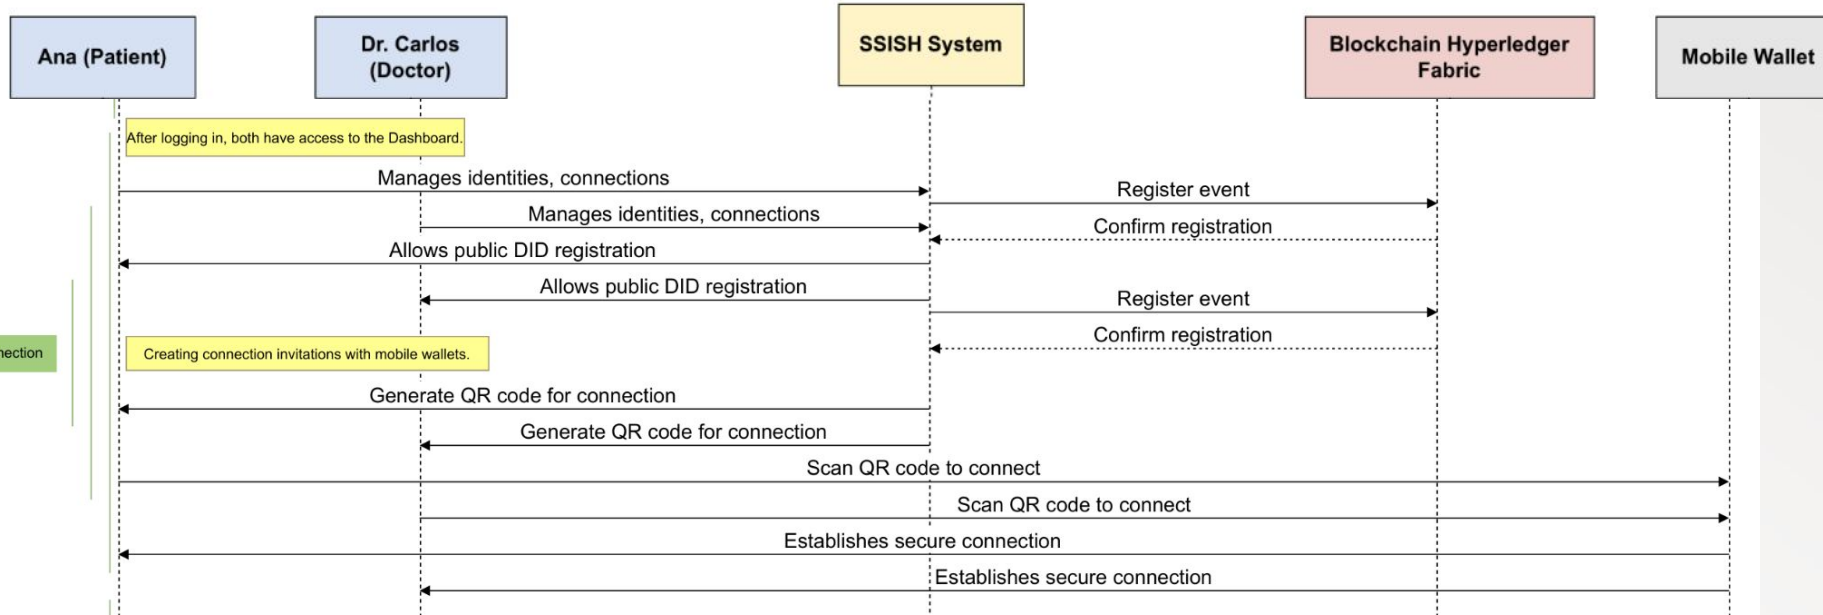 Ana (Patient)
Dr. Carlos
(Doctor)
SSISH System
Blockchain Hyperledger
Fabric
Mobile Wallet
After logging in, both have access to the Dashboard.
Manages identities, connections
Register event
Manages identities, connections
Confirm registration
Allows public DID registration
Allows public DID registration
Register event
Confirm registration
Creating connection invitations with mobile wallets.
Generate QR code for connection
Generate QR code for connection
Scan QR code to connect
Scan QR code to connect
Establishes secure connection
Establishes secure connection